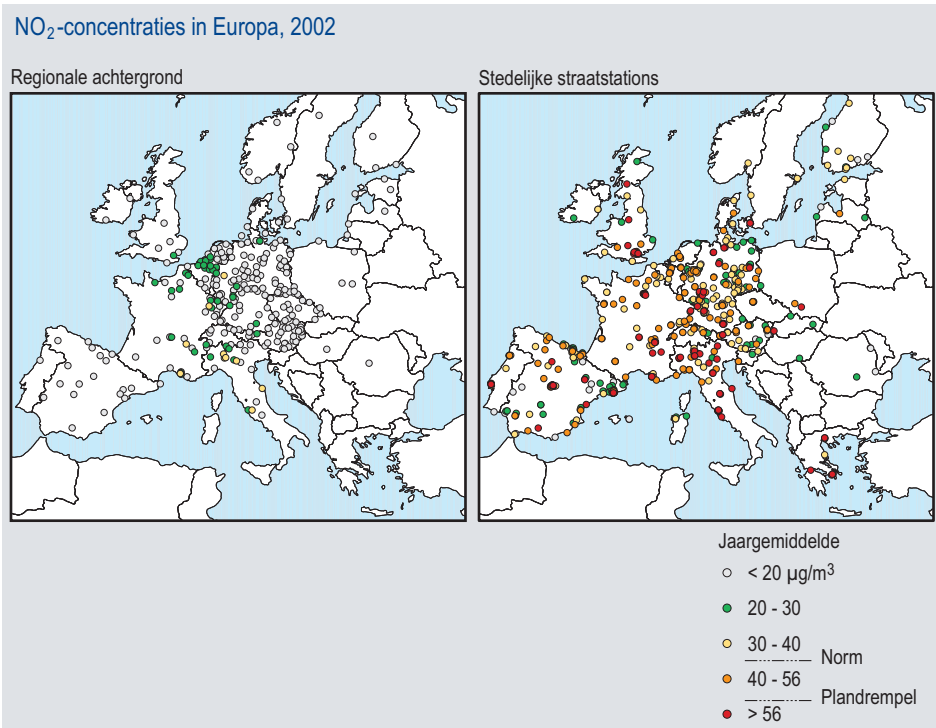 NO₂-concentraties in Europa, 2002
Regionale achtergrond
Stedelijke straatstations
Jaargemiddelde
< 20 µg/m³
20 - 30
30 - 40
Norm
40 - 56
Plandrempel
> 56